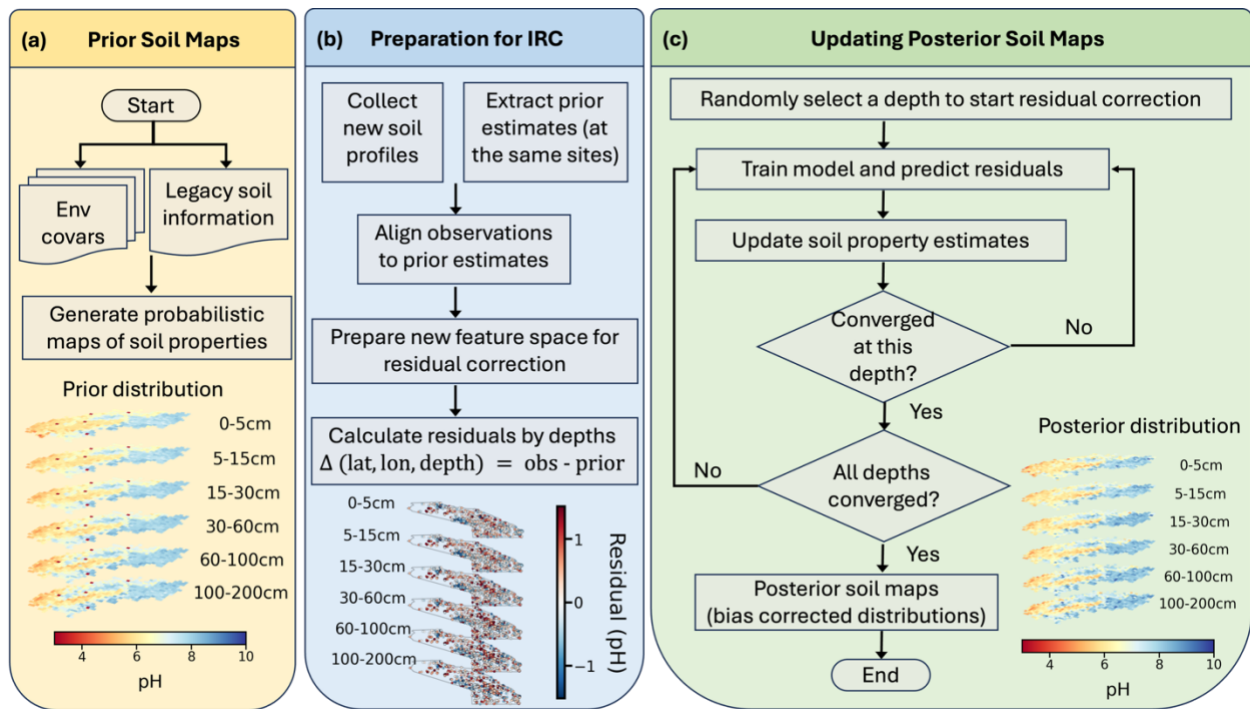 (a) Prior Soil Maps
Start
Env
covars
Legacy soil
information
Generate probabilistic
maps of soil properties
Prior distribution
0-5cm
5-15cm
15-30cm
30-60cm
60-100cm
100-200cm
4 6 8 10
pH
(b) Preparation for IRC
Collect
new soil
profiles
Extract prior
estimates (at
the same sites)
Align observations
to prior estimates
Prepare new feature space for
residual correction
Calculate residuals by depths
Δ (lat, lon, depth) = obs - prior
0-5cm
5-15cm
15-30cm
30-60cm
60-100cm
100-200cm
1
0
−1
Residual (pH)
(c) Updating Posterior Soil Maps
Randomly select a depth to start residual correction
Train model and predict residuals
Update soil property estimates
Converged
at this
depth?
No
Yes
All depths
converged?
No
Yes
Posterior soil maps
(bias corrected distributions)
End
Posterior distribution
0-5cm
5-15cm
15-30cm
30-60cm
60-100cm
100-200cm
4 6 8 10
pH